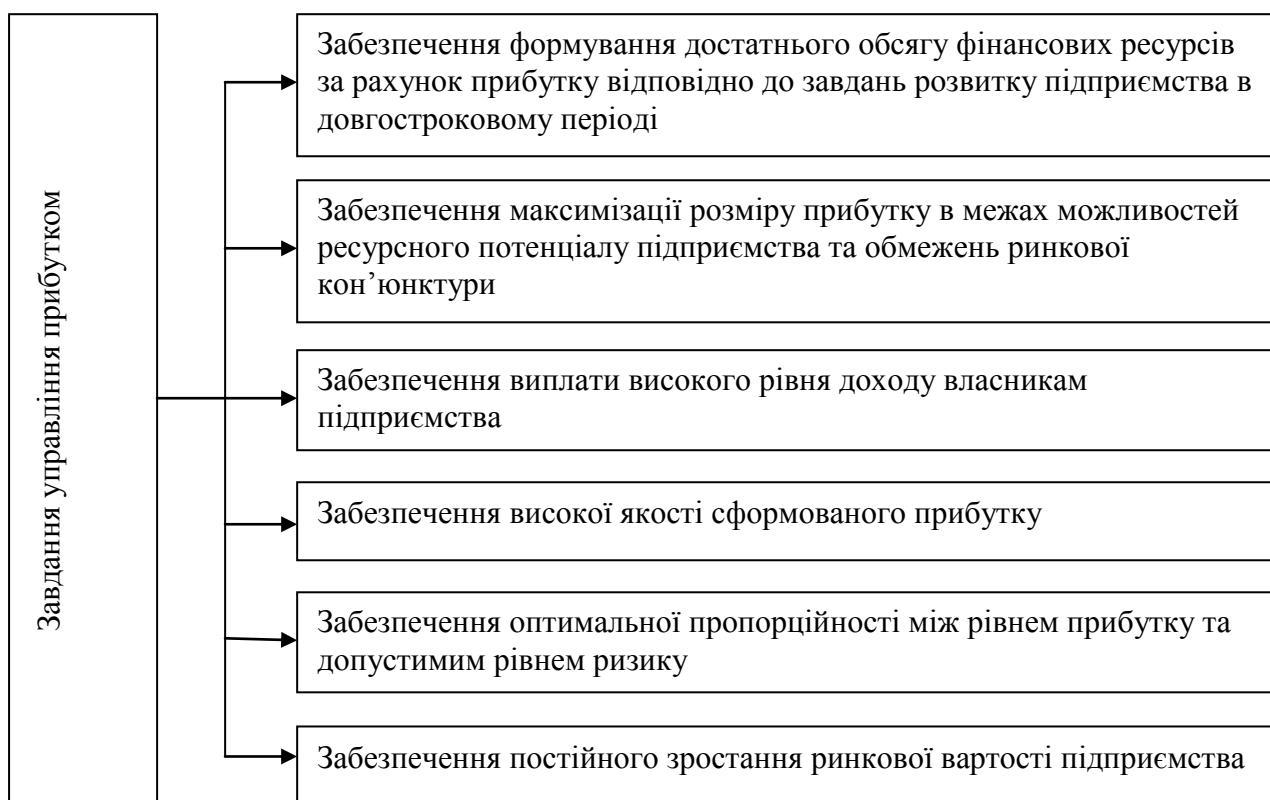 Завдання управління прибутком
Забезпечення формування достатнього обсягу фінансових ресурсів
за рахунок прибутку відповідно до завдань розвитку підприємства в
довгостроковому періоді
Забезпечення максимізації розміру прибутку в межах можливостей
ресурсного потенціалу підприємства та обмежень ринкової
кон’юнктури
Забезпечення виплати високого рівня доходу власникам
підприємства
Забезпечення високої якості сформованого прибутку
Забезпечення оптимальної пропорційності між рівнем прибутку та
допустимим рівнем ризику
Забезпечення постійного зростання ринкової вартості підприємства